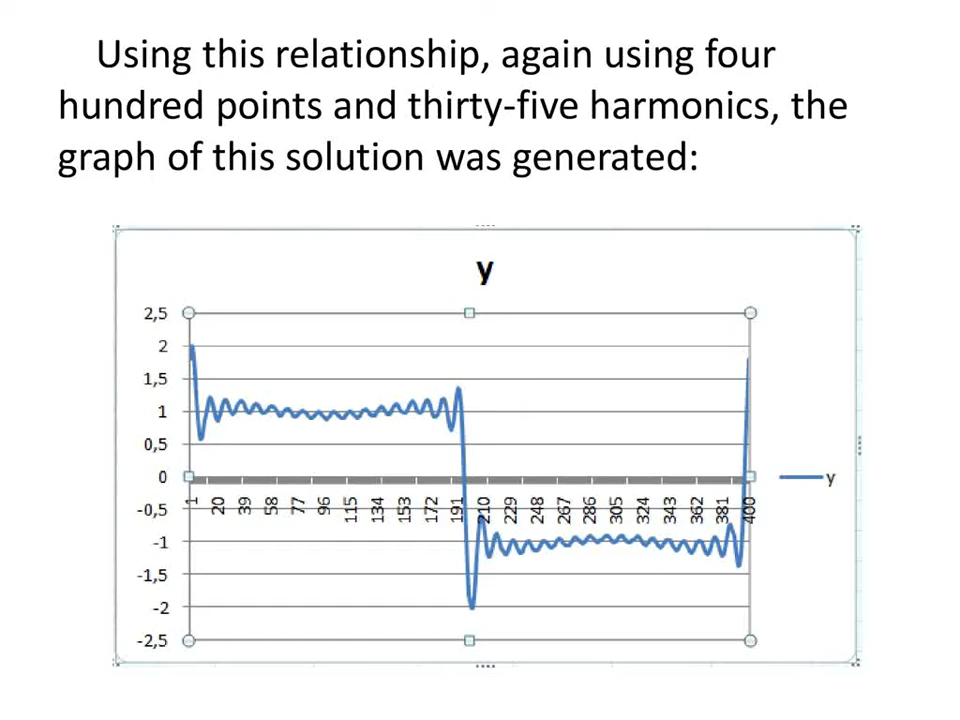 Using this relationship, again using four
hundred points and thirty-five harmonics, the
graph of this solution was generated:
y
2,5
2
1,5
1
0,5
0
-0,5
-1
-1,5
-2
-2,5
1 20 39 58 77 96 115 134 153 172 191 210 229 248 267 286 305 324 343 362 381 400
y